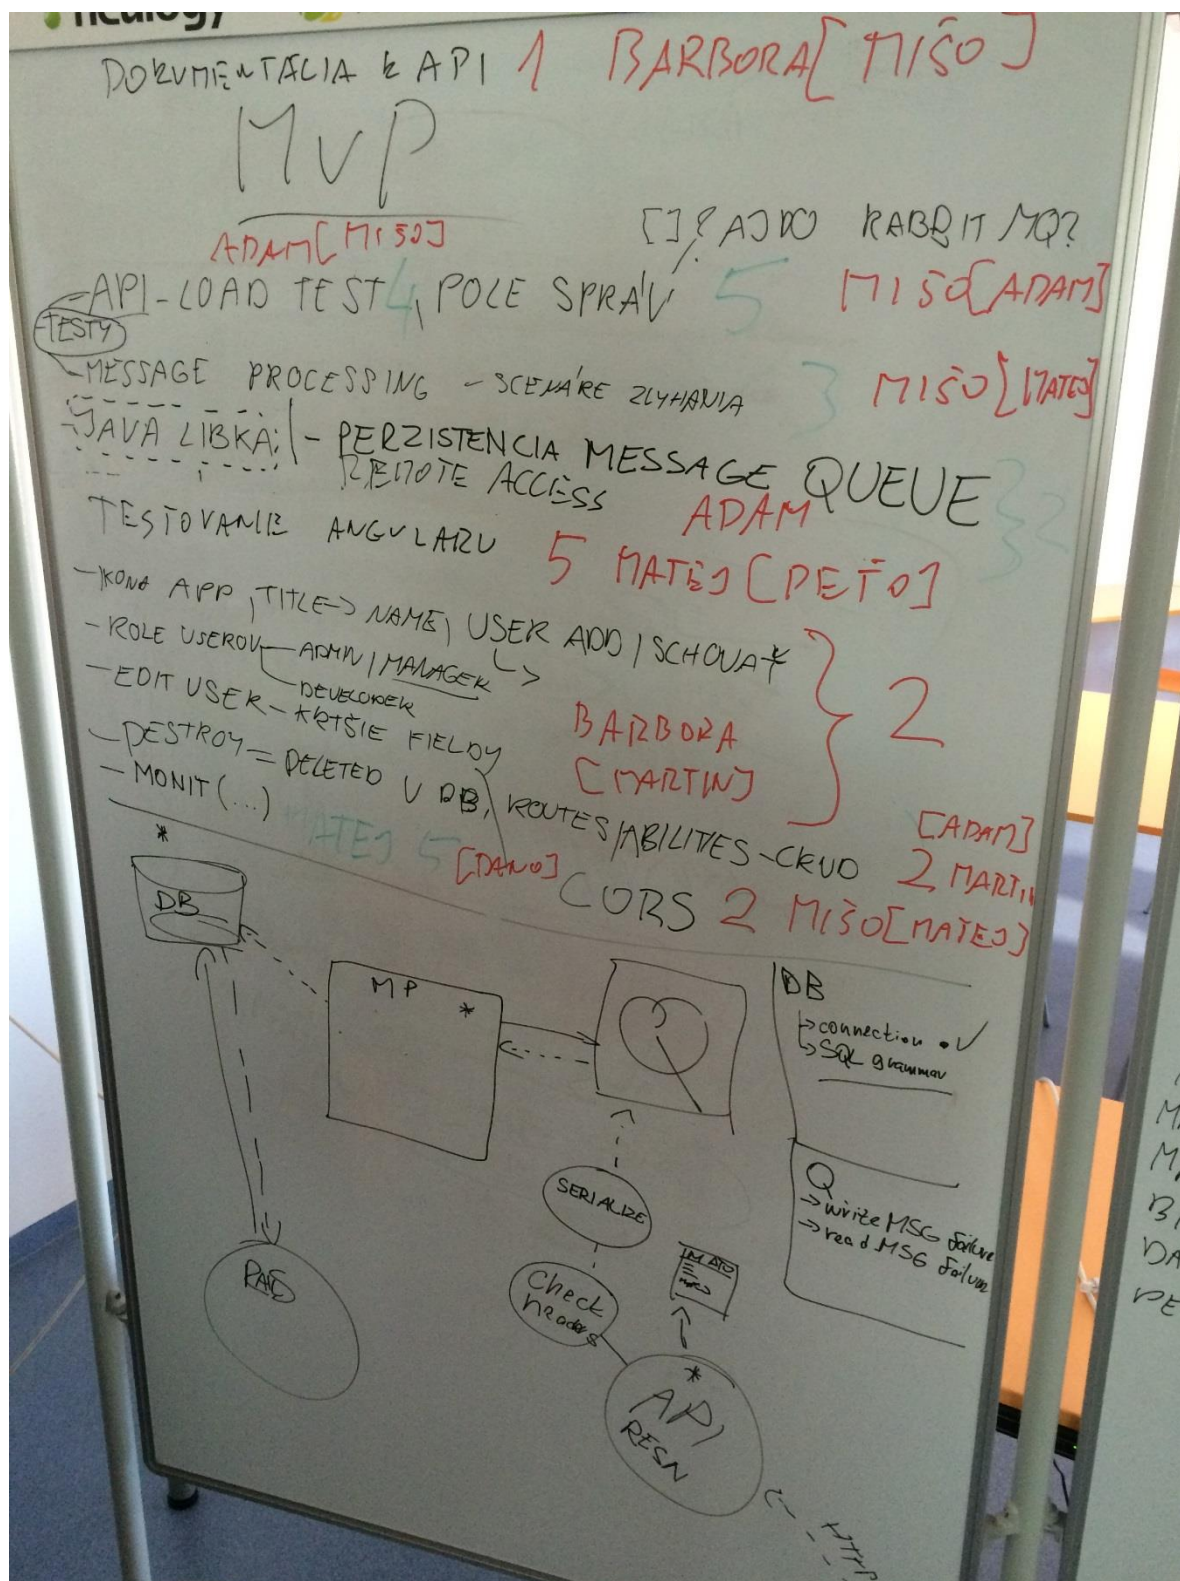 DOKUMENTÁCIA K API 1 BARBORA[MIŠO]
MVP
ADAM[MIŠO]
[]? AJ DO RABBIT MQ?
- API - LOAD TEST 4, POLE SPRÁV 5 MIŠO[ADAM]
TESTY
- MESSAGE PROCESSING - SCENÁRE ZLYHANIA 3 MIŠO[MATEJ]
- JAVA LIBKA: - PERZISTENCIA MESSAGE QUEUE
REMOTE ACCESS ADAM
TESTOVANIE ANGULARU 5 MATEJ [PEŤO]
- IKONA APP, TITLE -> NAME, USER ADD / SCHOVAŤ
- ROLE USEROV - ADMIN / MANAGER
DEVELOPER
- EDIT USER - KRTŠIE FIELDY
BARBORA
[MARTIN]
2
- DESTROY = DELETED V DB, ROUTES/ABILITIES - CRUD 2 MARTIN
[ADAM]
- MONIT (...) MATEJ 5 [DANO]
CORS 2 MIŠO[MATEJ]
*
DB
MP *
Q
DB
-> connection • ✓
-> SQL grammar
Q
-> write MSG failure
-> read MSG failure
SERIALIZE
Check
headers
*
API
HTTP